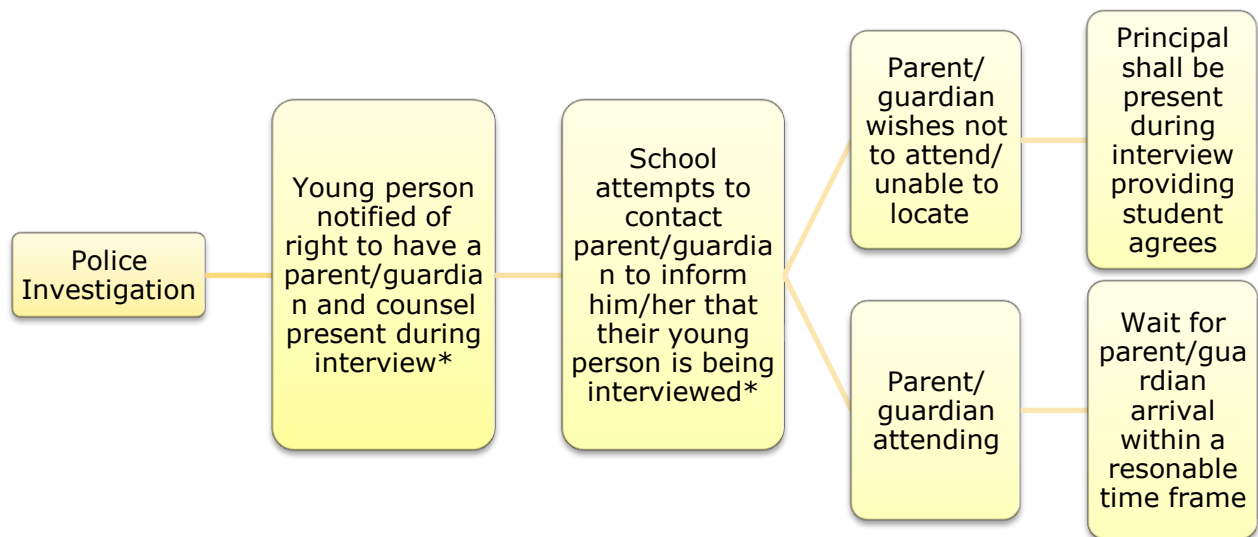 Police
Investigation
Young person
notified of
right to have a
parent/guardia
n and counsel
present during
interview*
School
attempts to
contact
parent/guardia
n to inform
him/her that
their young
person is being
interviewed*
Parent/
guardian
wishes not
to attend/
unable to
locate
Principal
shall be
present
during
interview
providing
student
agrees
Parent/
guardian
attending
Wait for
parent/gua
rdian
arrival
within a
resonable
time frame